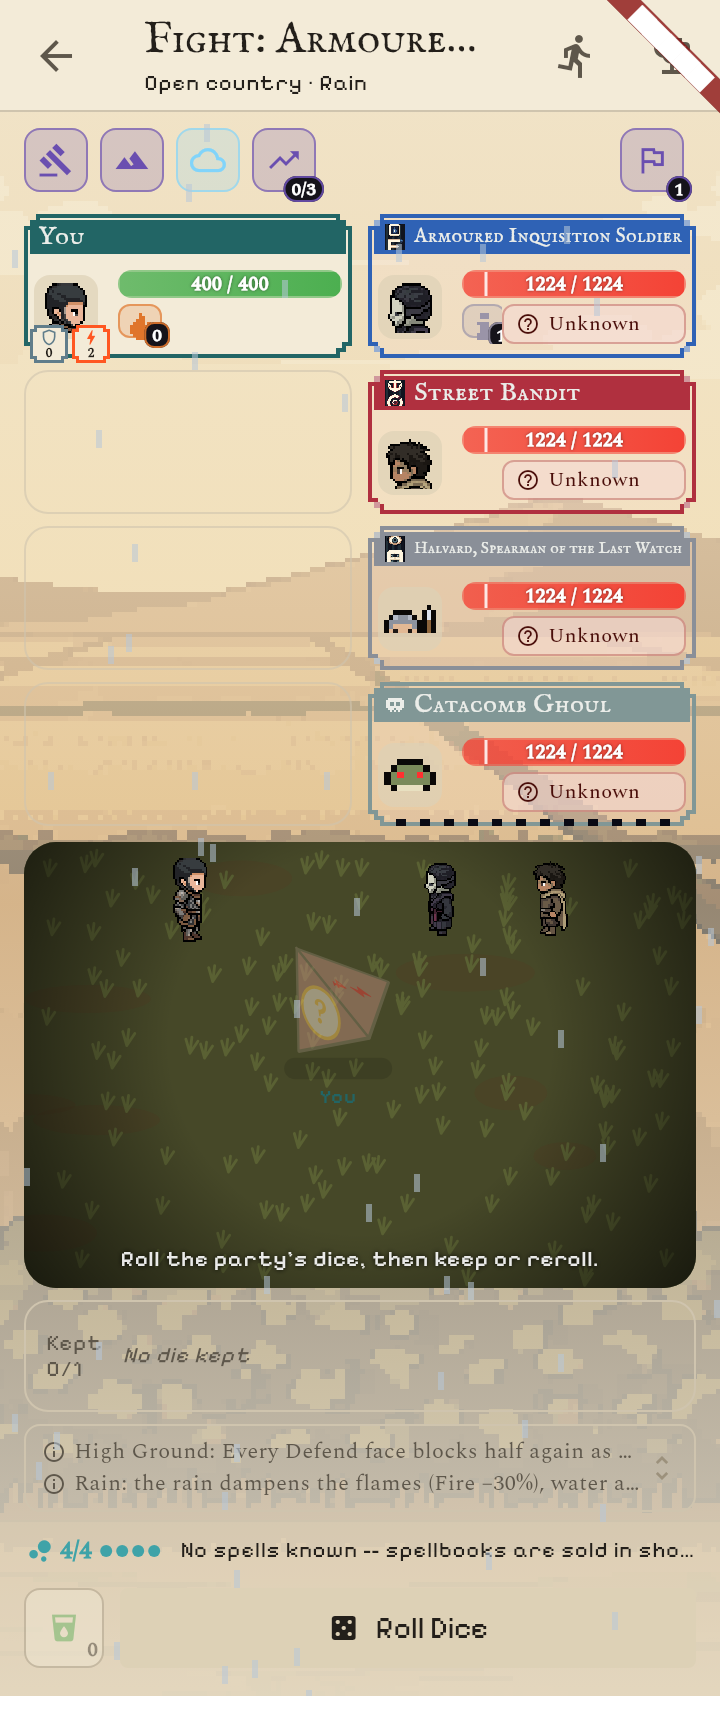 Fight: Armoure...
Open country · Rain
0/3
1
You
400 / 400
0
0
2
Armoured Inquisition Soldier
1224 / 1224
1
Unknown
Street Bandit
1224 / 1224
Unknown
Halvard, Spearman of the Last Watch
1224 / 1224
Unknown
Catacomb Ghoul
1224 / 1224
Unknown
?
You
Roll the party's dice, then keep or reroll.
Kept
0/1
No die kept
High Ground: Every Defend face blocks half again as ...
Rain: the rain dampens the flames (Fire −30%), water a...
4/4
No spells known -- spellbooks are sold in sho...
0
Roll Dice